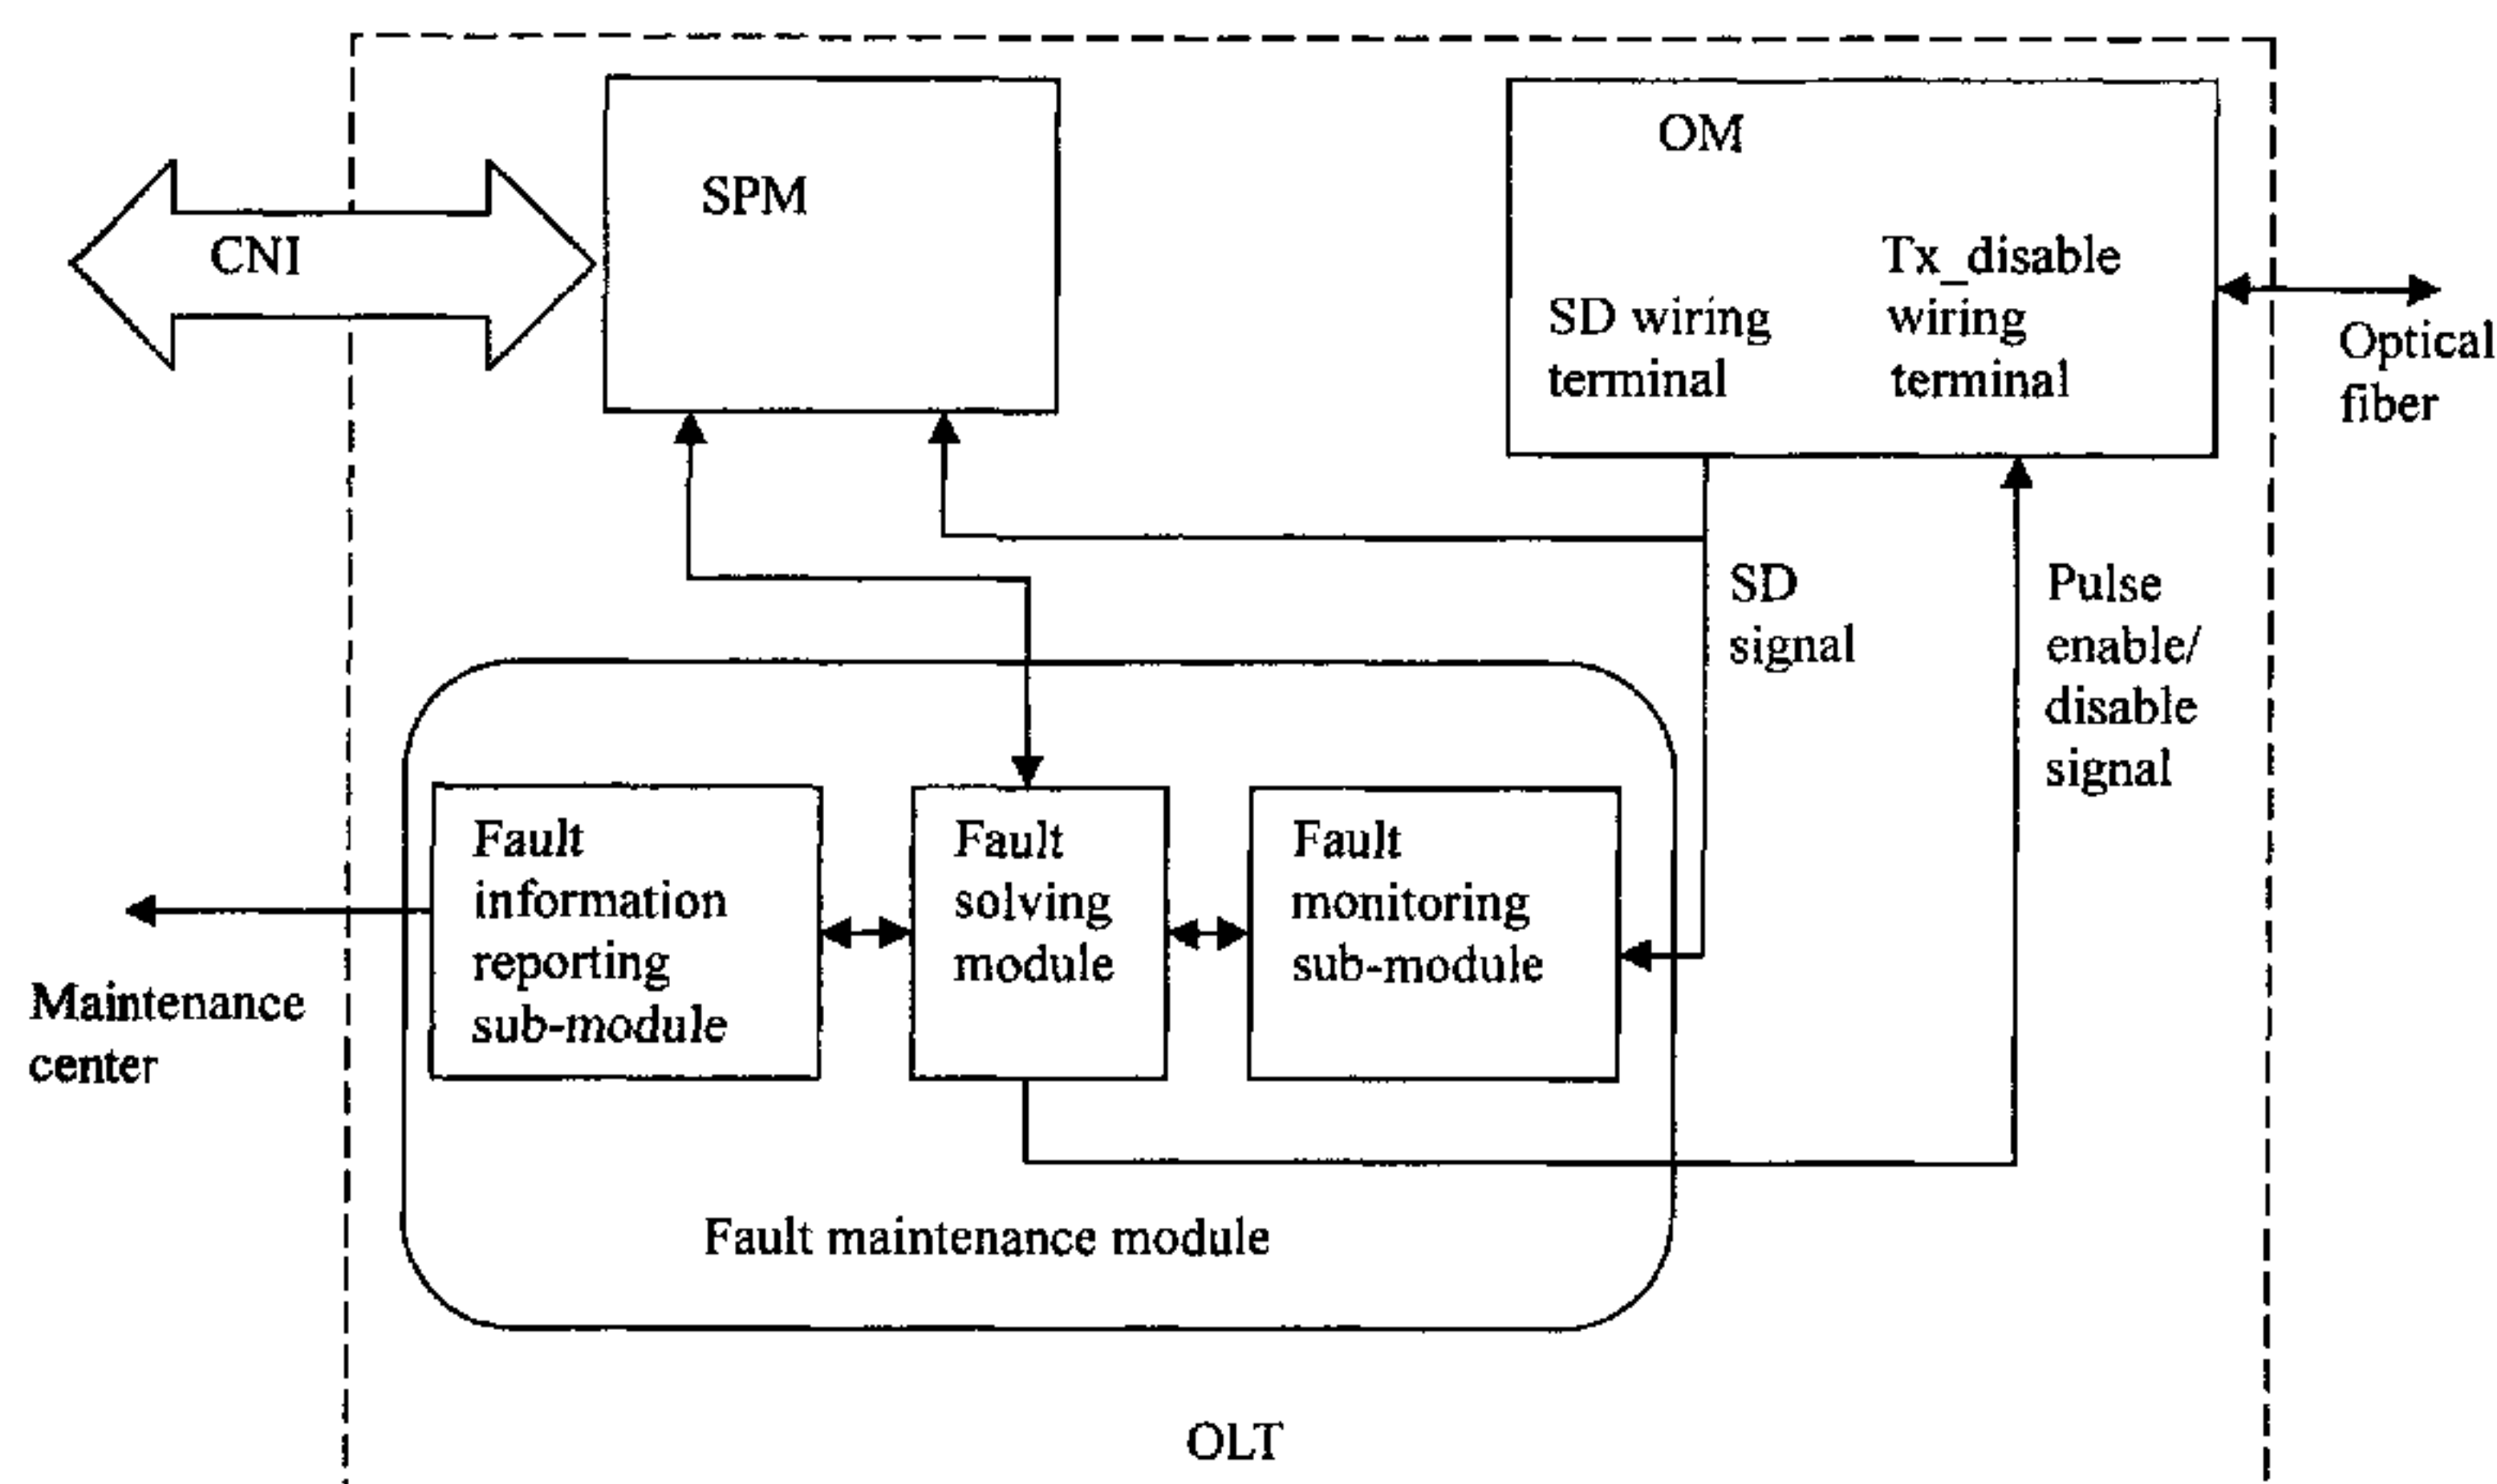 SPM
OM
CNI
Tx_disable
wiring
terminal
SD wiring
terminal
Optical
fiber
SD
signal
Pulse
enable/
disable
signal
Fault
information
reporting
sub-module
Fault
solving
module
Fault
monitoring
sub-module
Maintenance
center
Fault maintenance module
OLT